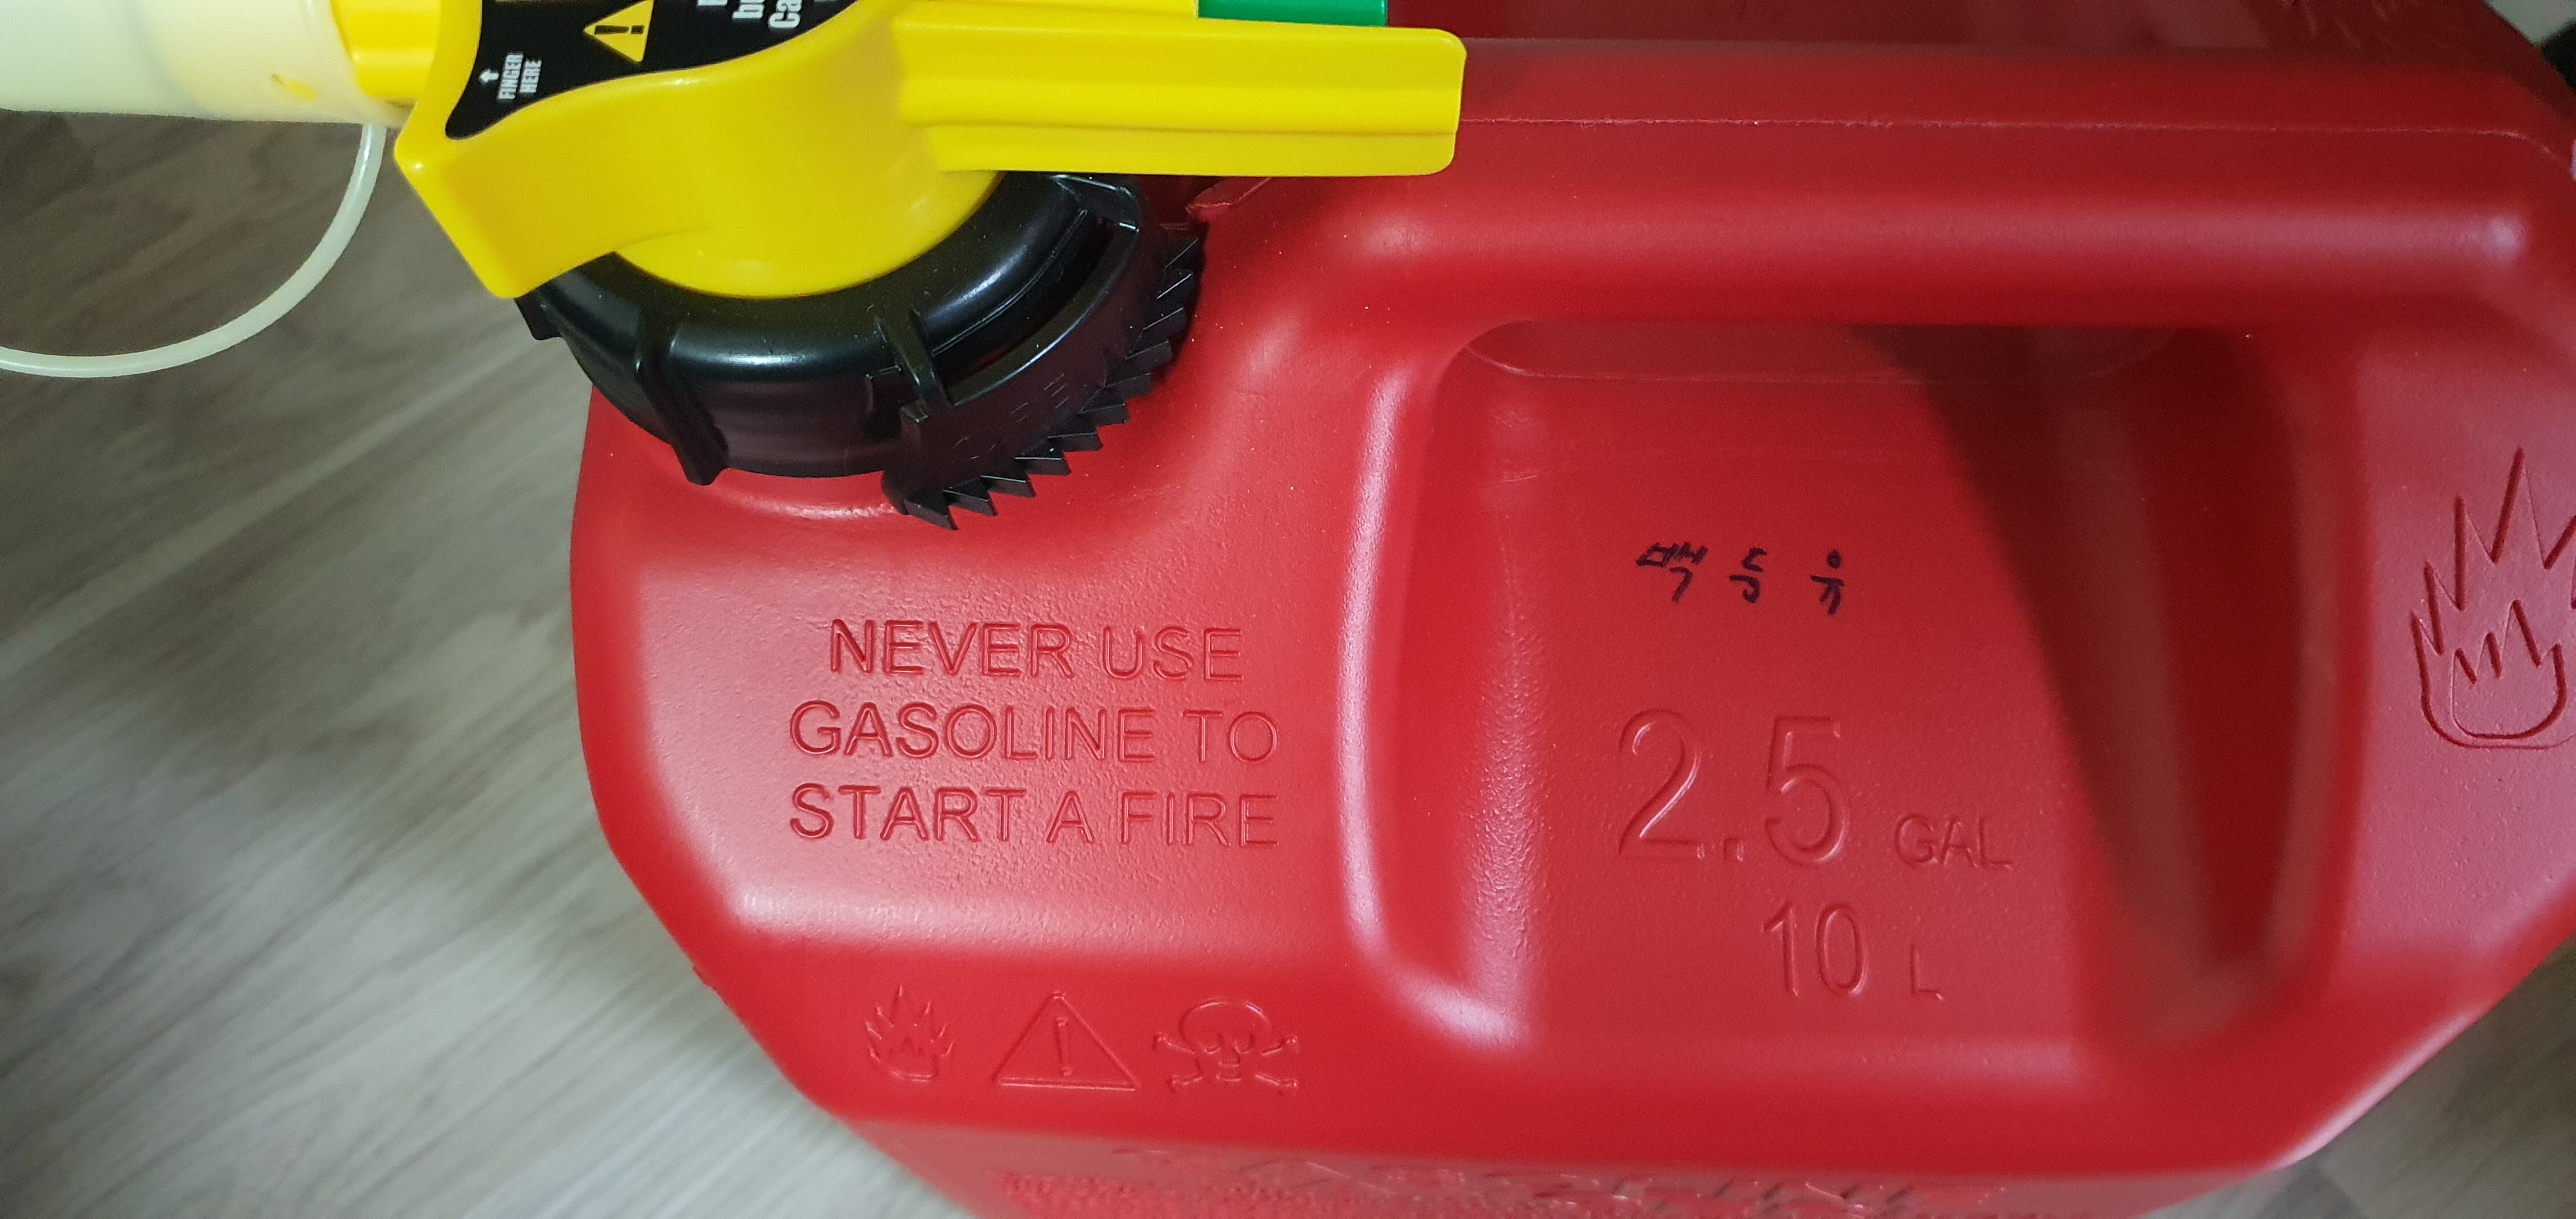 FINGER
HERE
백 등 유
NEVER USE
GASOLINE TO
START A FIRE
2.5 GAL
10 L